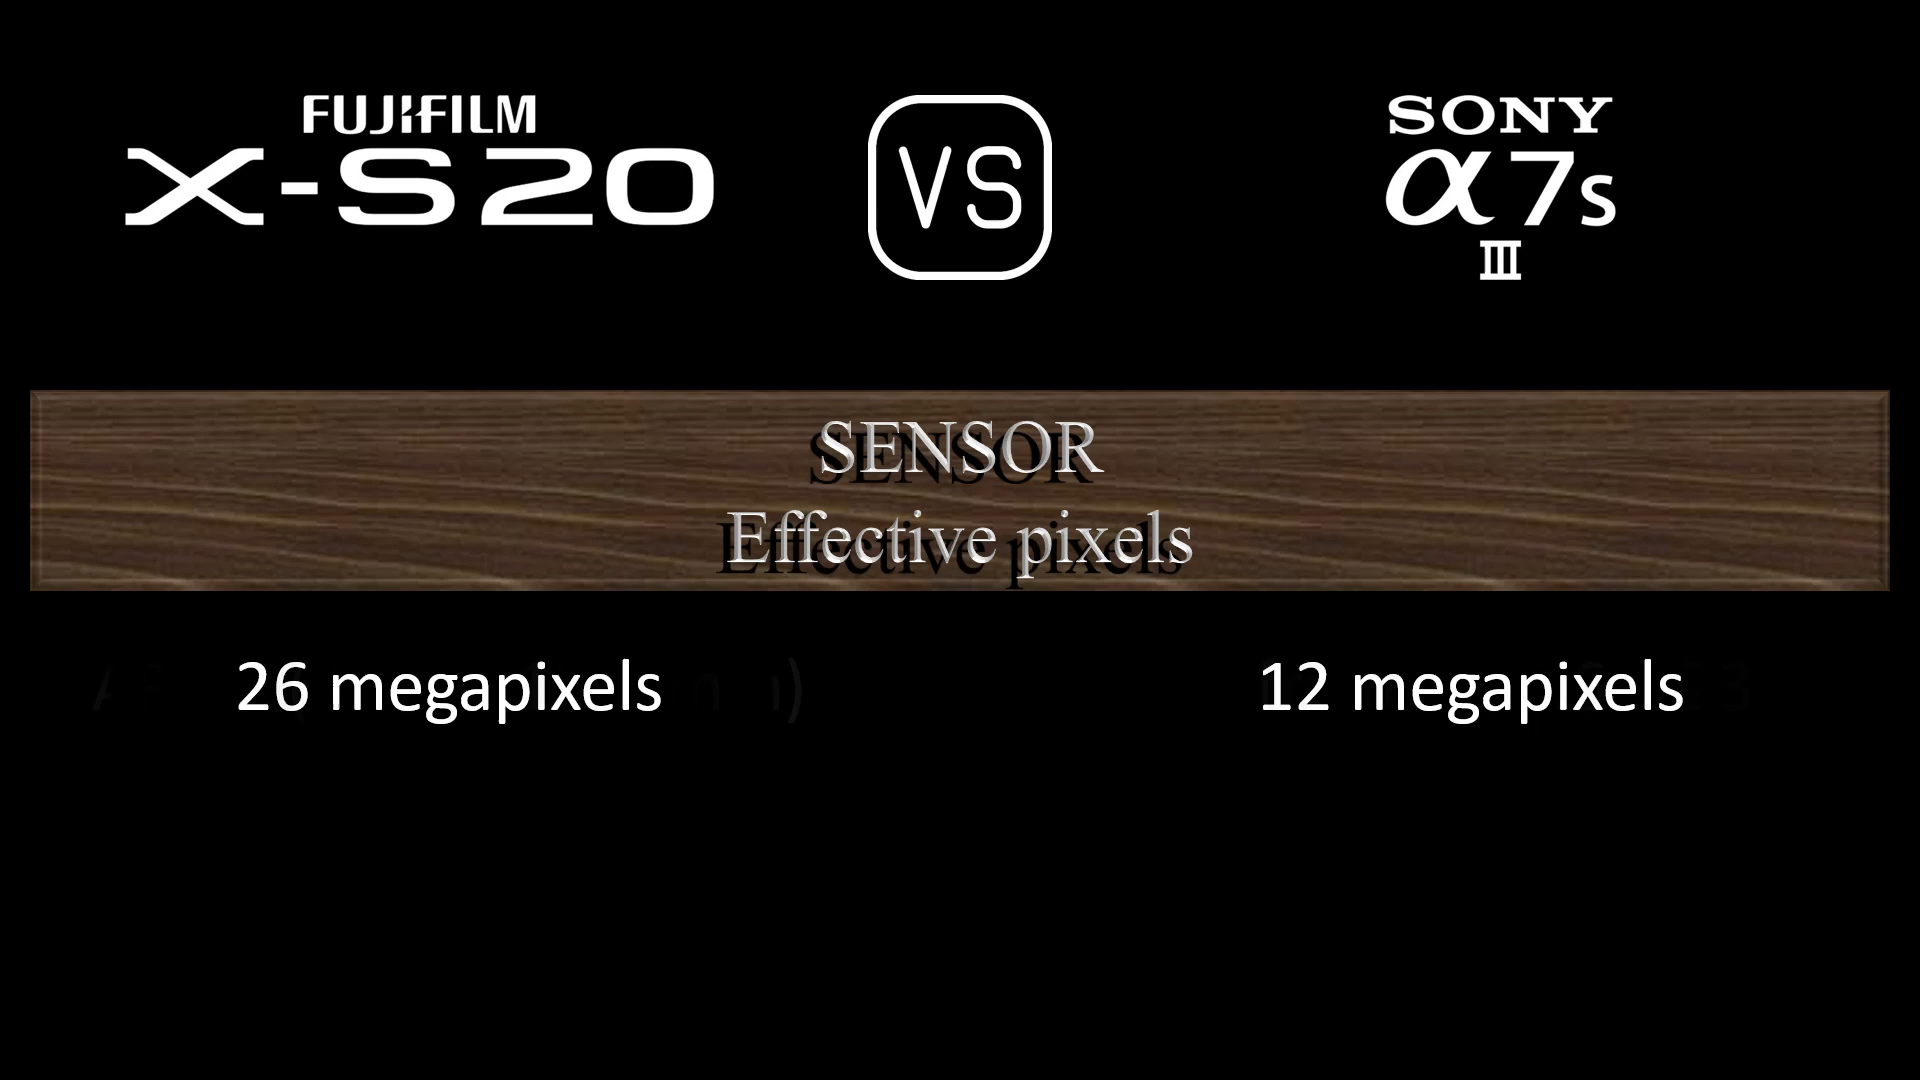 FUJIFILM
X-S20
VS
SONY
α7s
III
SENSOR
Effective pixels
26 megapixels
12 megapixels